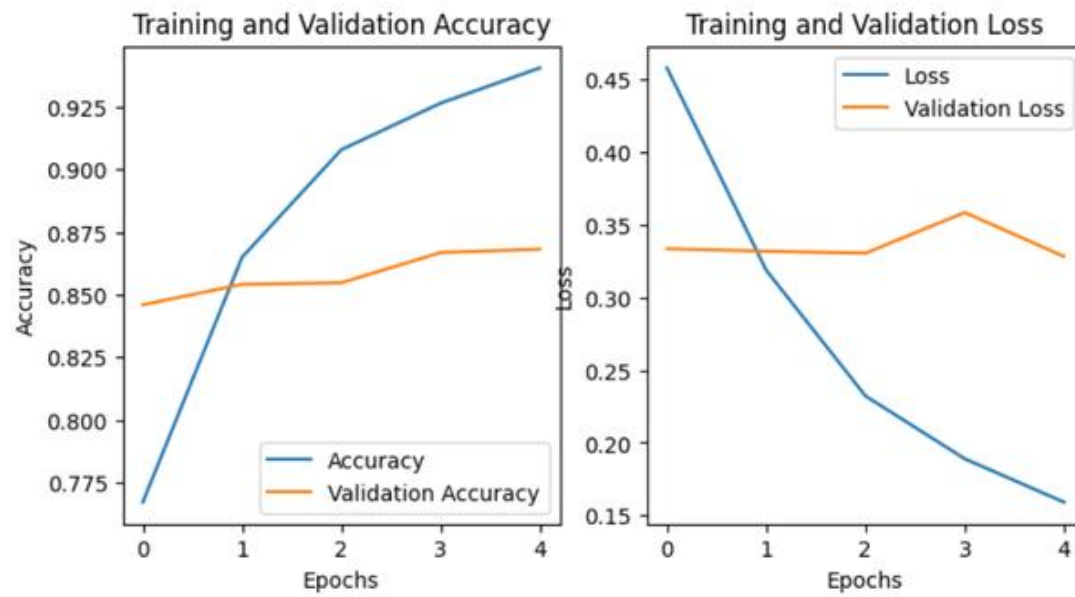 Training and Validation Accuracy
Accuracy
0.925
0.900
0.875
0.850
0.825
0.800
0.775
Accuracy
Validation Accuracy
0 1 2 3 4
Epochs
Training and Validation Loss
Loss
0.45
0.40
0.35
0.30
0.25
0.20
0.15
Loss
Validation Loss
0 1 2 3 4
Epochs